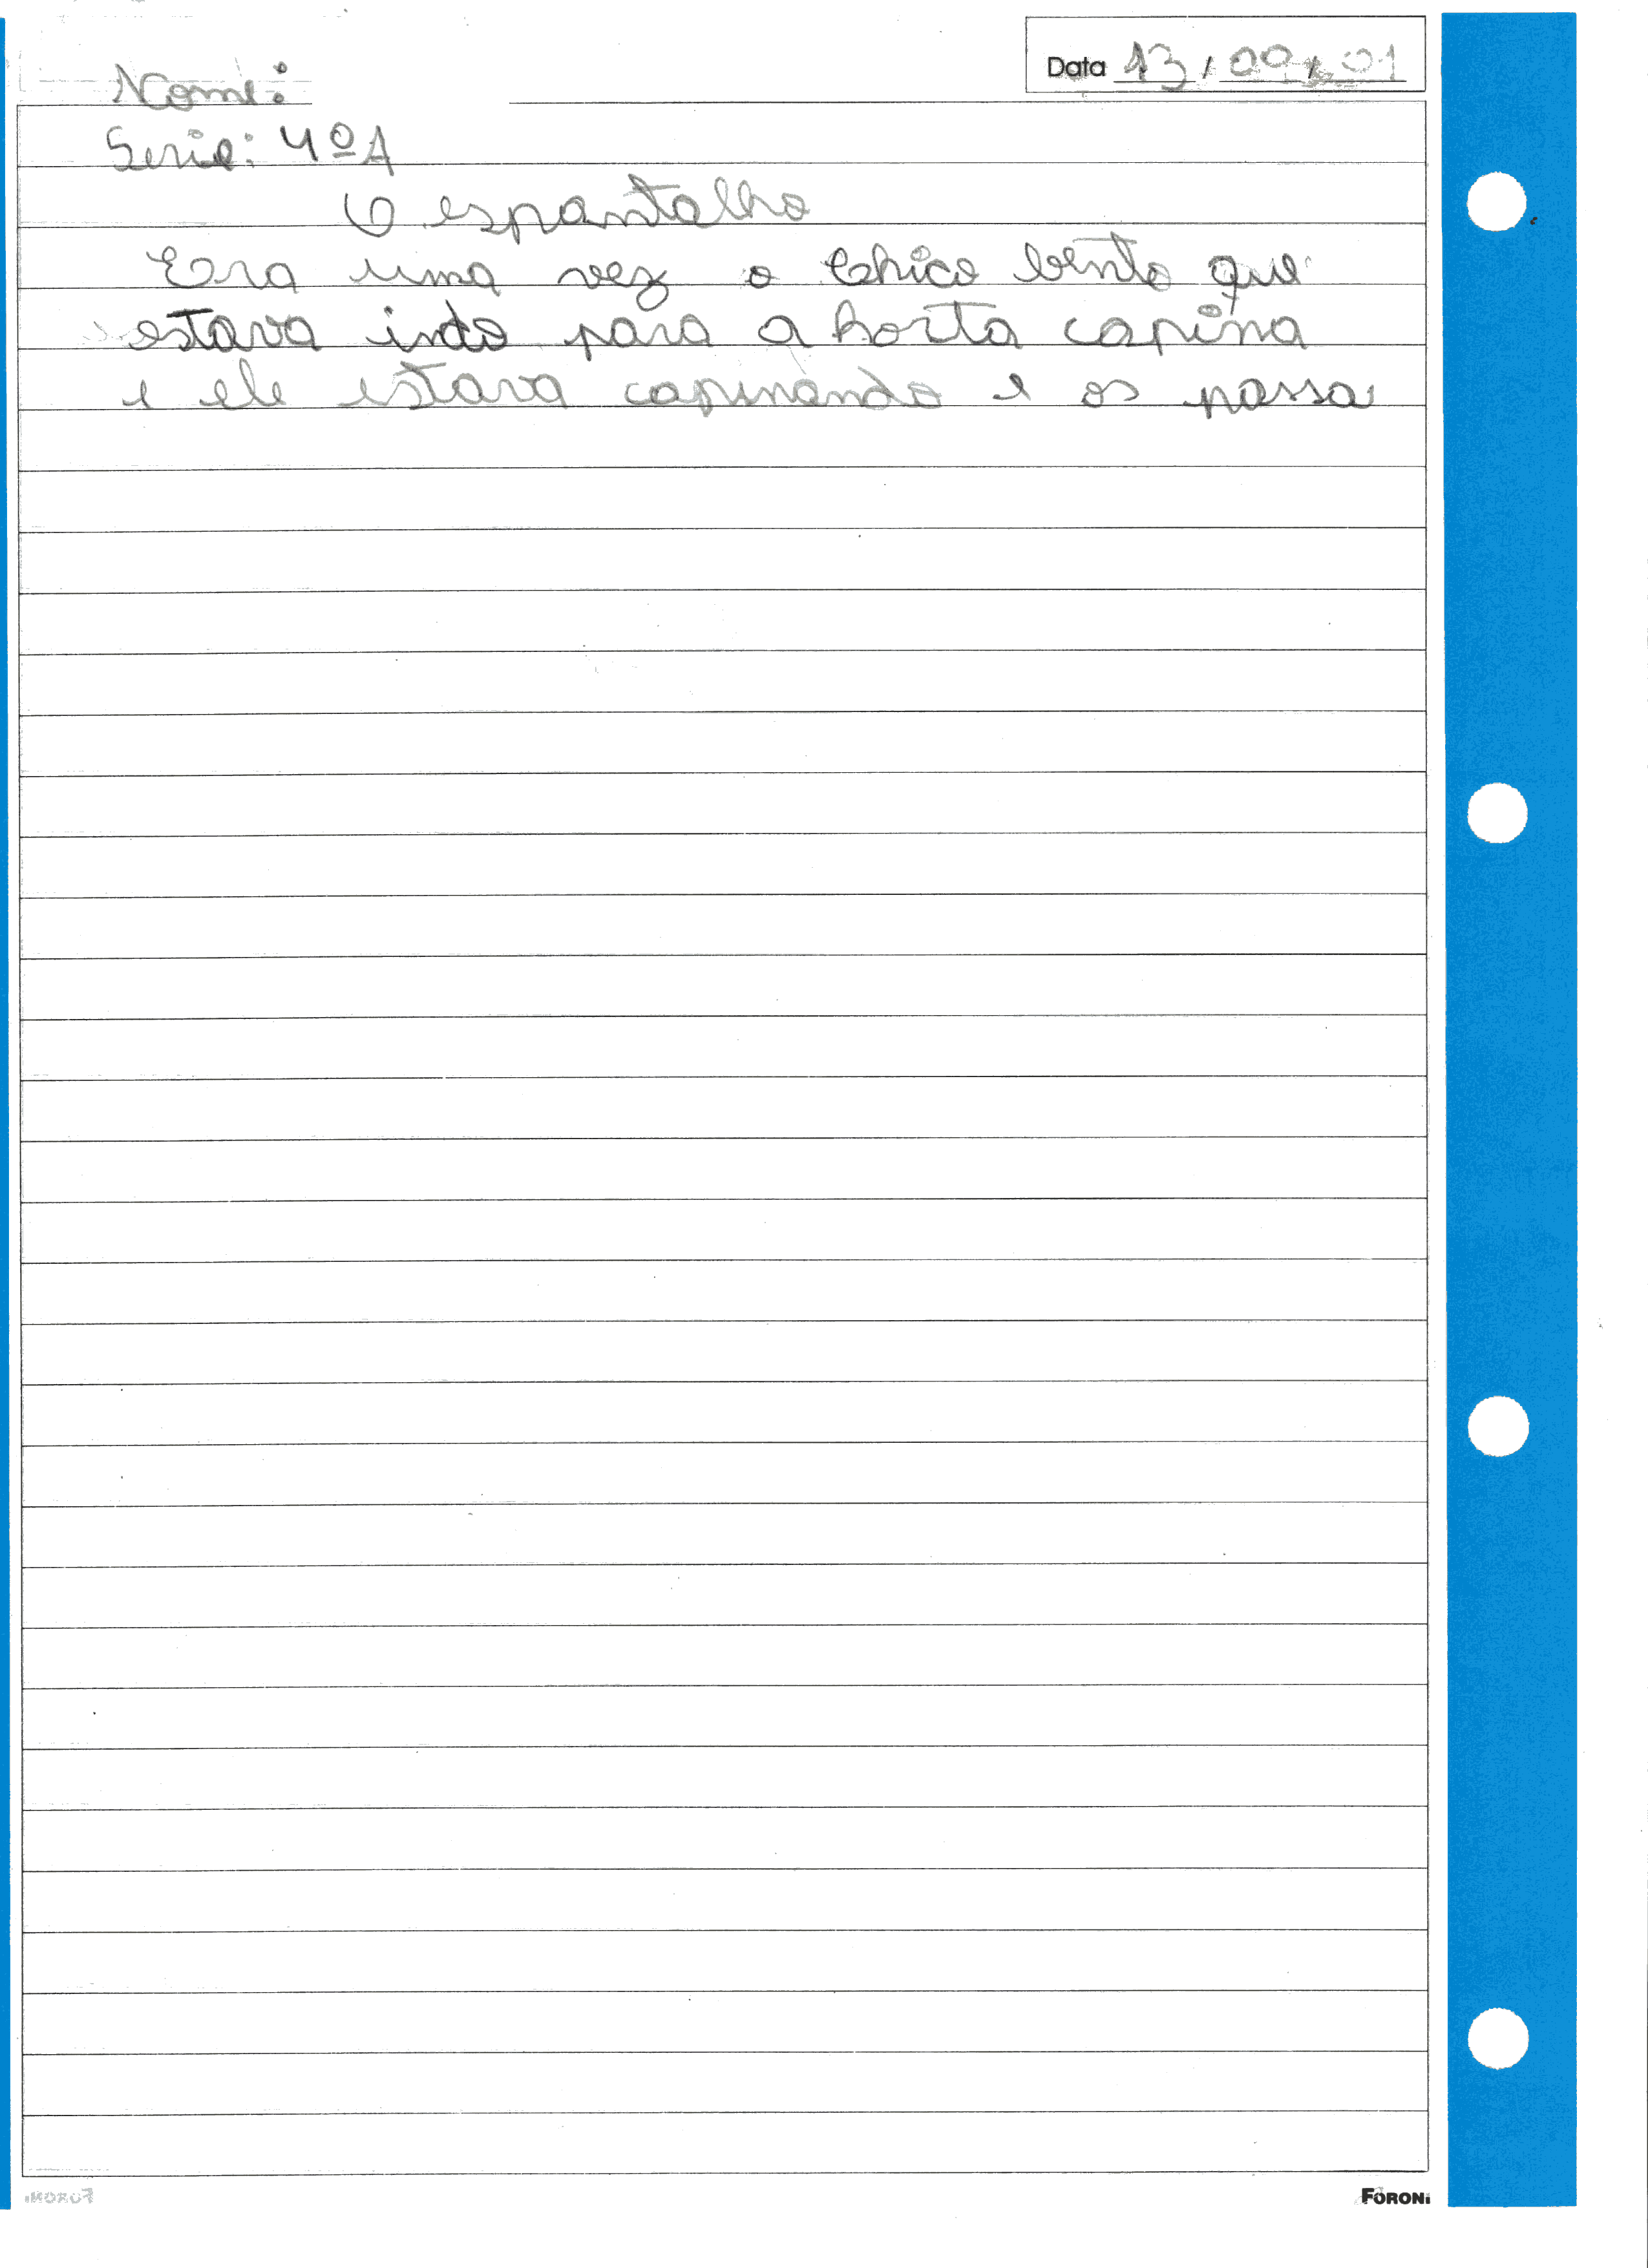 Data 13/09/01
Nome:
Serie: 4ºA
O espantalho
Era uma vez o Chico bento que
estava indo para a horta capina
e ele estava capinando e os passa
FORONI